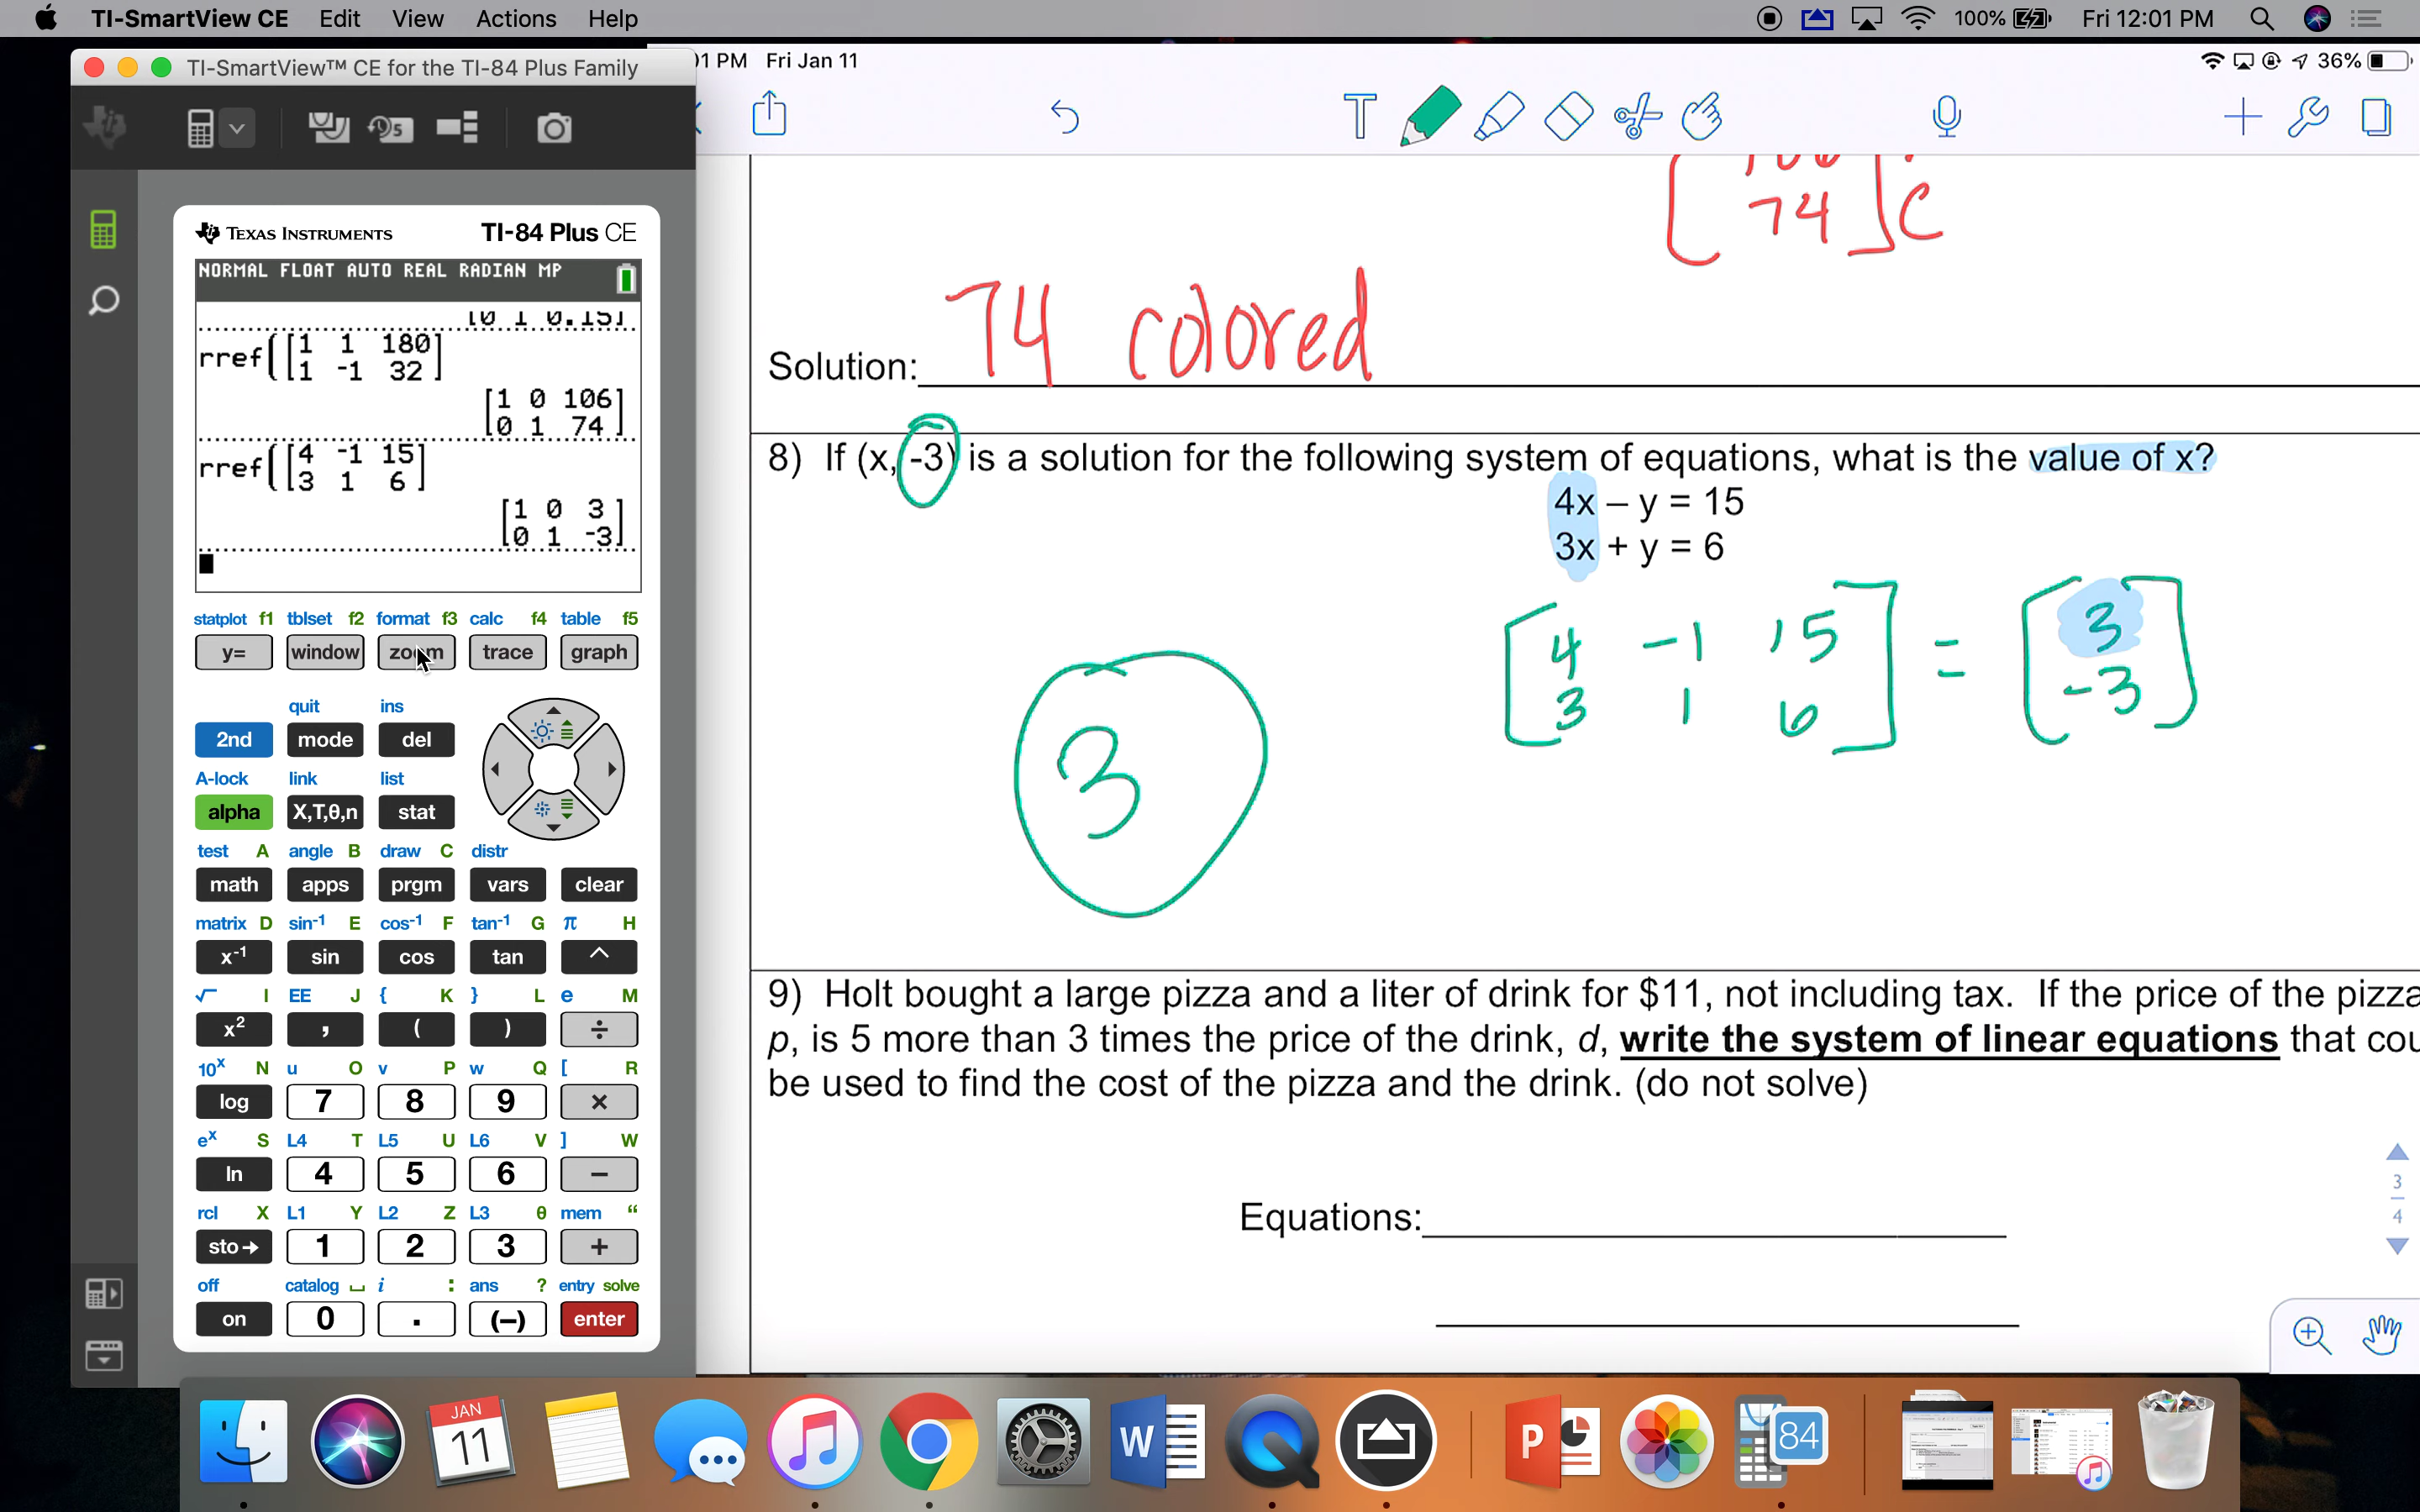 TI-SmartView CE Edit View Actions Help 100% Fri 12:01 PM
TI-SmartView™ CE for the TI-84 Plus Family
01 PM Fri Jan 11
36%
TEXAS INSTRUMENTS TI-84 Plus CE
NORMAL FLOAT AUTO REAL RADIAN MP
[0 1 0.15]
rref([1 1 180]
[1 -1 32]
[1 0 106]
[0 1 74]
rref([4 -1 15]
[3 1 6]
[1 0 3]
[0 1 -3]
statplot f1 tblset f2 format f3 calc f4 table f5
y= window zoom trace graph
quit ins
2nd mode del
A-lock link list
alpha X,T,θ,n stat
test A angle B draw C distr
math apps prgm vars clear
matrix D sin⁻¹ E cos⁻¹ F tan⁻¹ G π H
x⁻¹ sin cos tan ^
√ I EE J { K } L e M
x² , ( ) ÷
10ˣ N u O v P w Q [ R
log 7 8 9 ×
eˣ S L4 T L5 U L6 V ] W
ln 4 5 6 −
rcl X L1 Y L2 Z L3 θ mem “
sto→ 1 2 3 +
off catalog ⎵ i : ans ? entry solve
on 0 . (−) enter
74 C
74 colored
Solution:
8) If (x, -3) is a solution for the following system of equations, what is the value of x?
4x – y = 15
3x + y = 6
[4 -1 15] = [3]
[3 1 6] [-3]
3
9) Holt bought a large pizza and a liter of drink for $11, not including tax. If the price of the pizza
p, is 5 more than 3 times the price of the drink, d, write the system of linear equations that cou
be used to find the cost of the pizza and the drink. (do not solve)
Equations:
3
4
JAN
11
W
P
84